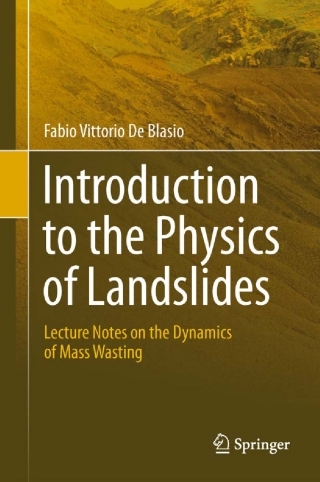 Fabio Vittorio De Blasio
Introduction
to the Physics
of Landslides
Lecture Notes on the Dynamics
of Mass Wasting
Springer